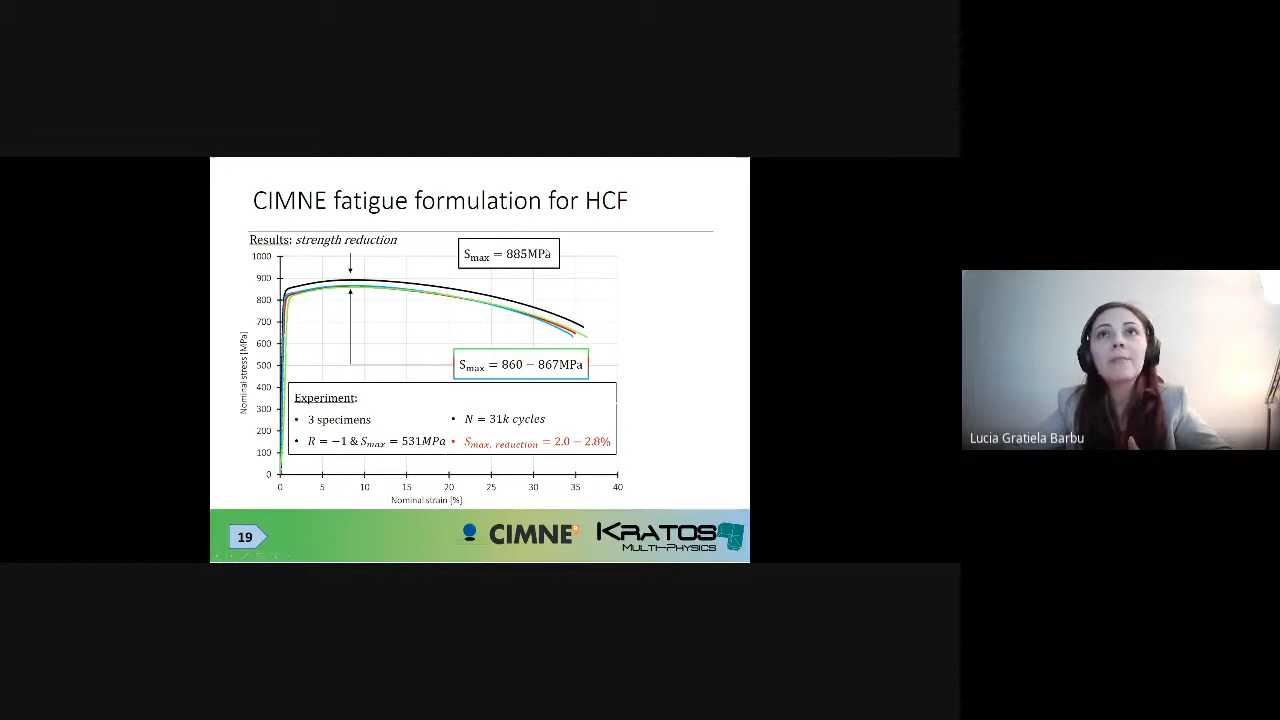 CIMNE fatigue formulation for HCF
Results: strength reduction
Smax = 885MPa
1000
900
800
700
600
500
400
300
200
100
0
Nominal stress [MPa]
Smax = 860 − 867MPa
Experiment:
• 3 specimens
• N = 31k cycles
• R = −1 & Smax = 531MPa
• Smax, reduction = 2.0 − 2.8%
0 5 10 15 20 25 30 35 40
Nominal strain [%]
19
CIMNE
KRATOS
MULTI-PHYSICS
Lucia Gratiela Barbu